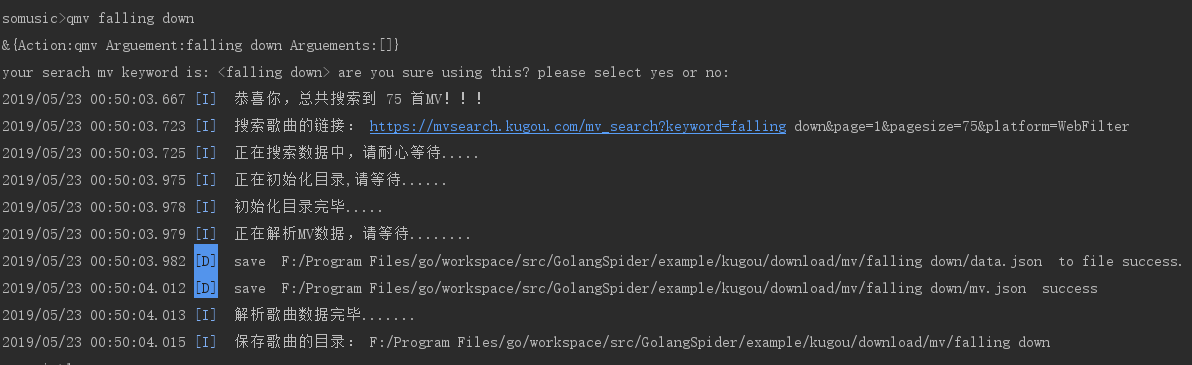 somusic>qmv falling down
&{Action:qmv Arguement:falling down Arguements:[]}
your serach mv keyword is: <falling down> are you sure using this? please select yes or no:
2019/05/23 00:50:03.667 [I]  恭喜你，总共搜索到 75 首MV！！！
2019/05/23 00:50:03.723 [I]  搜索歌曲的链接： https://mvsearch.kugou.com/mv_search?keyword=falling down&page=1&pagesize=75&platform=WebFilter
2019/05/23 00:50:03.725 [I]  正在搜索数据中，请耐心等待.....
2019/05/23 00:50:03.975 [I]  正在初始化目录,请等待......
2019/05/23 00:50:03.978 [I]  初始化目录完毕.....
2019/05/23 00:50:03.979 [I]  正在解析MV数据，请等待........
2019/05/23 00:50:03.982 [D]  save  F:/Program Files/go/workspace/src/GolangSpider/example/kugou/download/mv/falling down/data.json  to file success.
2019/05/23 00:50:04.012 [D]  save  F:/Program Files/go/workspace/src/GolangSpider/example/kugou/download/mv/falling down/mv.json  success
2019/05/23 00:50:04.013 [I]  解析歌曲数据完毕.......
2019/05/23 00:50:04.015 [I]  保存歌曲的目录： F:/Program Files/go/workspace/src/GolangSpider/example/kugou/download/mv/falling down